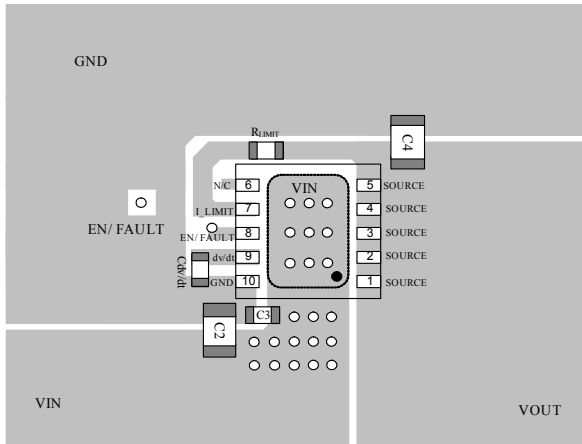 GND
R_LIMIT
C4
N/C 6 VIN 5 SOURCE
I_LIMIT 7 4 SOURCE
EN/ FAULT
EN/ FAULT 8 3 SOURCE
dv/dt 9 2 SOURCE
Cdv/dt
GND 10 1 SOURCE
C2
C3
VIN
VOUT